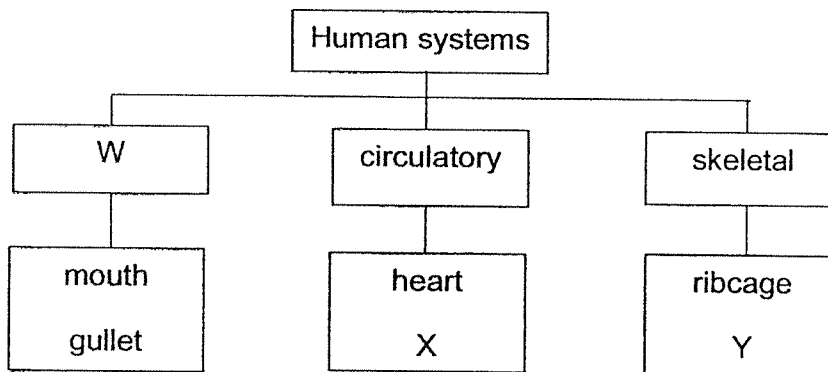 Human systems
W
circulatory
skeletal
mouth
gullet
heart
X
ribcage
Y